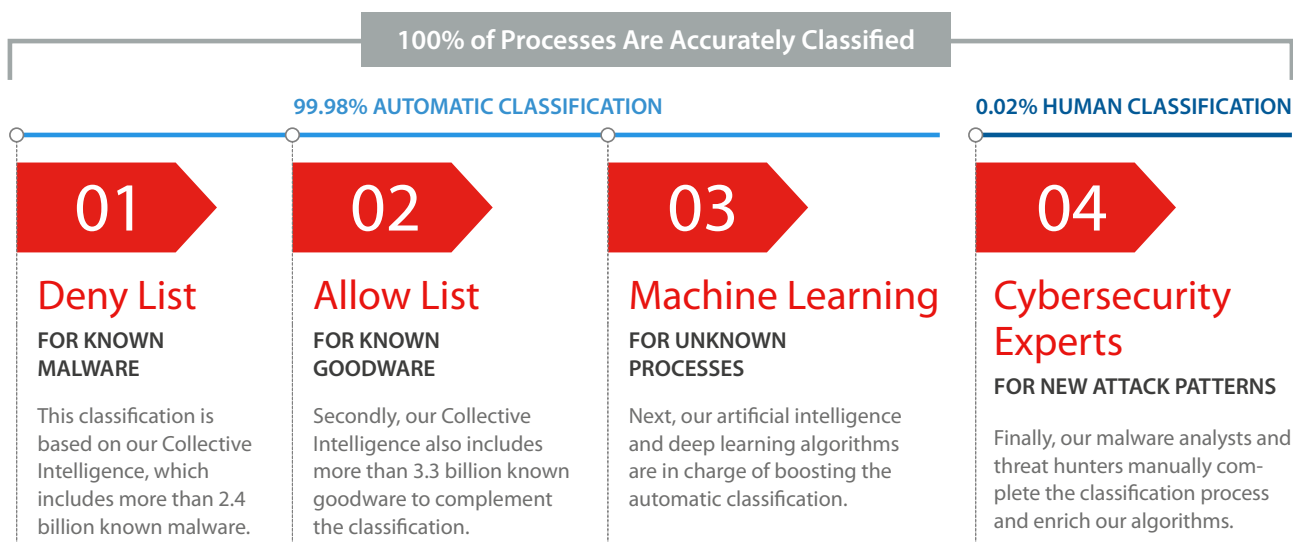 100% of Processes Are Accurately Classified
99.98% AUTOMATIC CLASSIFICATION
0.02% HUMAN CLASSIFICATION
01
Deny List
FOR KNOWN
MALWARE
This classification is
based on our Collective
Intelligence, which
includes more than 2.4
billion known malware.
02
Allow List
FOR KNOWN
GOODWARE
Secondly, our Collective
Intelligence also includes
more than 3.3 billion known
goodware to complement
the classification.
03
Machine Learning
FOR UNKNOWN
PROCESSES
Next, our artificial intelligence
and deep learning algorithms
are in charge of boosting the
automatic classification.
04
Cybersecurity
Experts
FOR NEW ATTACK PATTERNS
Finally, our malware analysts and
threat hunters manually com-
plete the classification process
and enrich our algorithms.